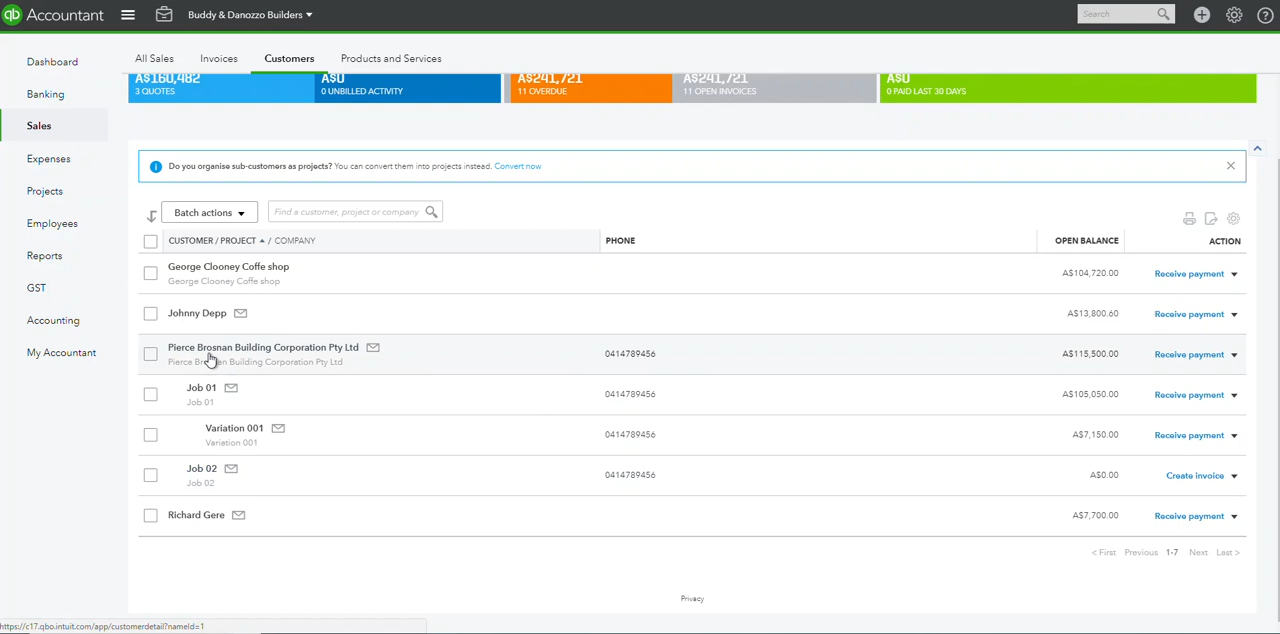 qb Accountant Buddy & Danozzo Builders Search
Dashboard
Banking
Sales
Expenses
Projects
Employees
Reports
GST
Accounting
My Accountant
All Sales Invoices Customers Products and Services
A$160,482 A$0 A$241,721 A$241,721 A$0
3 QUOTES 0 UNBILLED ACTIVITY 11 OVERDUE 11 OPEN INVOICES 0 PAID LAST 30 DAYS
Do you organise sub-customers as projects? You can convert them into projects instead. Convert now
Batch actions Find a customer, project or company
CUSTOMER / PROJECT / COMPANY PHONE OPEN BALANCE ACTION
George Clooney Coffe shop
George Clooney Coffe shop A$104,720.00 Receive payment
Johnny Depp A$13,800.60 Receive payment
Pierce Brosnan Building Corporation Pty Ltd
Pierce Brosnan Building Corporation Pty Ltd 0414789456 A$115,500.00 Receive payment
Job 01
Job 01 0414789456 A$105,050.00 Receive payment
Variation 001
Variation 001 0414789456 A$7,150.00 Receive payment
Job 02
Job 02 0414789456 A$0.00 Create invoice
Richard Gere A$7,700.00 Receive payment
< First Previous 1-7 Next Last >
Privacy
https://c17.qbo.intuit.com/app/customerdetail?nameId=1